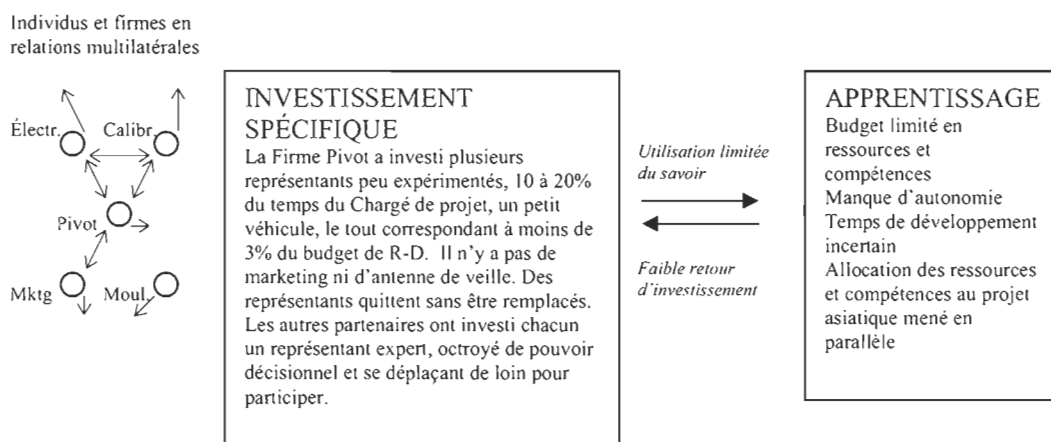 Individus et firmes en
relations multilatérales
Électr.
Calibr.
Pivot
Mktg
Moul.
INVESTISSEMENT
SPÉCIFIQUE
La Firme Pivot a investi plusieurs
représentants peu expérimentés, 10 à 20%
du temps du Chargé de projet, un petit
véhicule, le tout correspondant à moins de
3% du budget de R-D. Il n'y a pas de
marketing ni d'antenne de veille. Des
représentants quittent sans être remplacés.
Les autres partenaires ont investi chacun
un représentant expert, octroyé de pouvoir
décisionnel et se déplaçant de loin pour
participer.
Utilisation limitée
du savoir
Faible retour
d'investissement
APPRENTISSAGE
Budget limité en
ressources et
compétences
Manque d'autonomie
Temps de développement
incertain
Allocation des ressources
et compétences au projet
asiatique mené en
parallèle